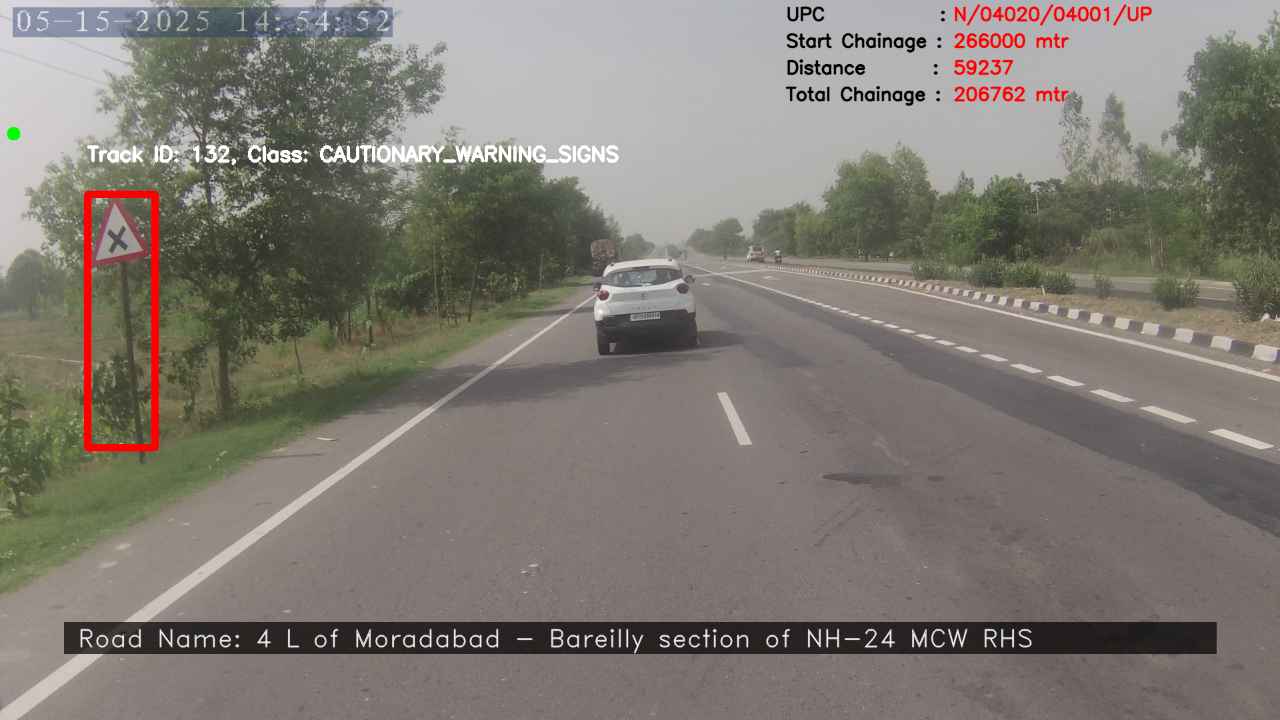 05-15-2025 14:54:52
UPC : N/04020/04001/UP
Start Chainage : 266000 mtr
Distance : 59237
Total Chainage : 206762 mtr
Track ID: 132, Class: CAUTIONARY_WARNING_SIGNS
Road Name: 4 L of Moradabad - Bareilly section of NH-24 MCW RHS